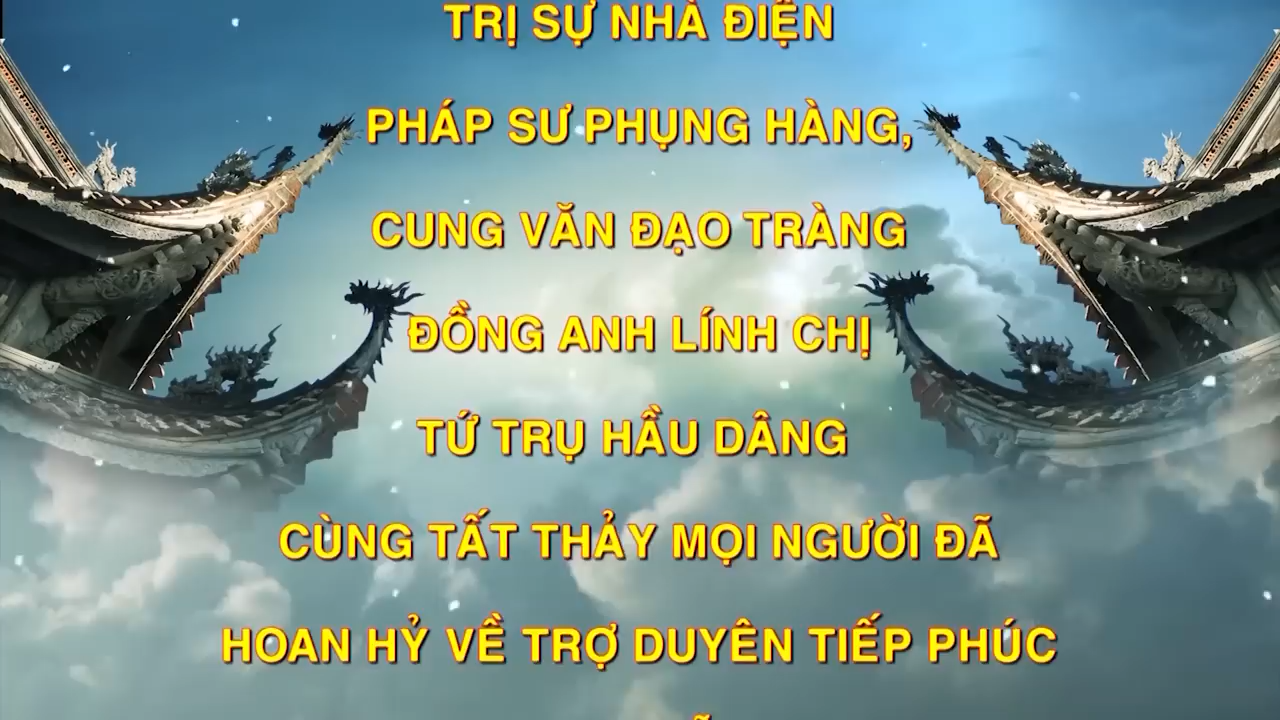 TRỊ SỰ NHÀ ĐIỆN
PHÁP SƯ PHỤNG HÀNG,
CUNG VĂN ĐẠO TRÀNG
ĐỒNG ANH LÍNH CHỊ
TỨ TRỤ HẦU DÂNG
CÙNG TẤT THẢY MỌI NGƯỜI ĐÃ
HOAN HỶ VỀ TRỢ DUYÊN TIẾP PHÚC